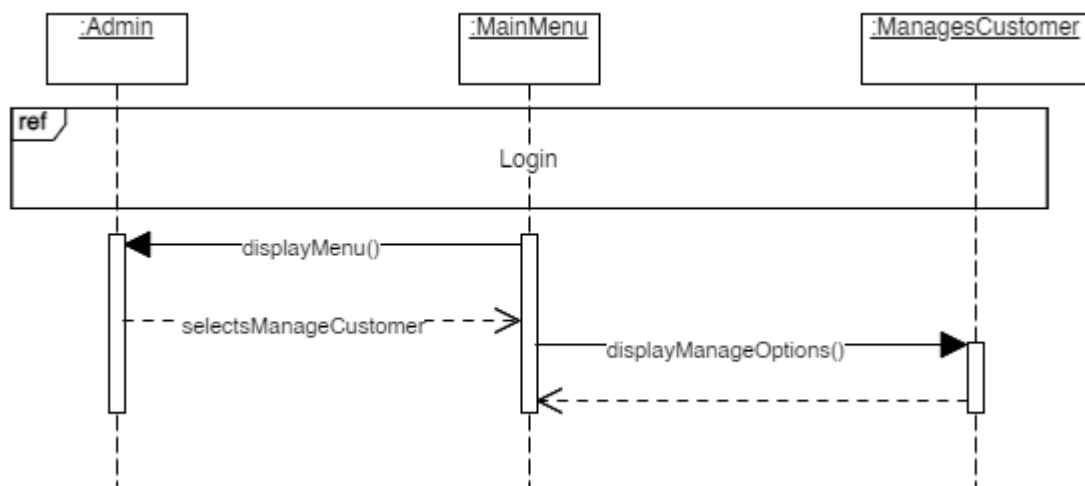 :Admin
:MainMenu
:ManagesCustomer
ref
Login
displayMenu()
selectsManageCustomer
displayManageOptions()